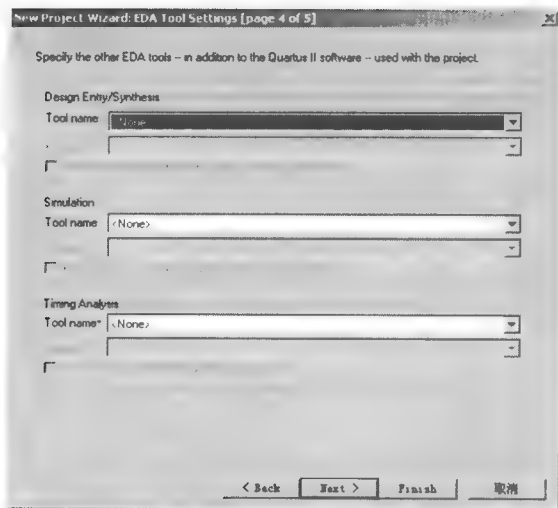 New Project Wizard: EDA Tool Settings [page 4 of 5]
Specify the other EDA tools -- in addition to the Quartus II software -- used with the project.
Design Entry/Synthesis
Tool name <None>
Simulation
Tool name <None>
Timing Analysis
Tool name <None>
< Back Next > Finish 取消